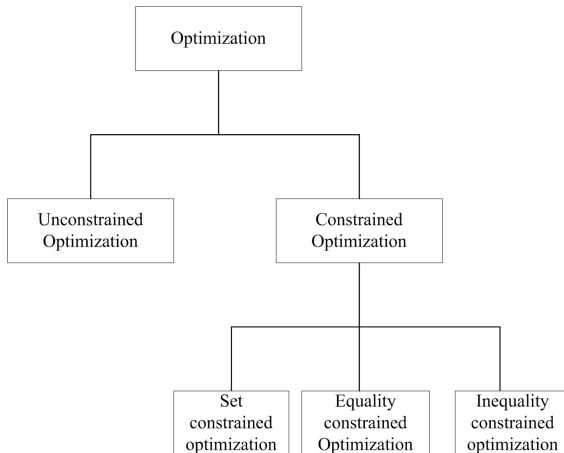 Optimization
Unconstrained
Optimization
Constrained
Optimization
Set
constrained
optimization
Equality
constrained
Optimization
Inequality
constrained
optimization